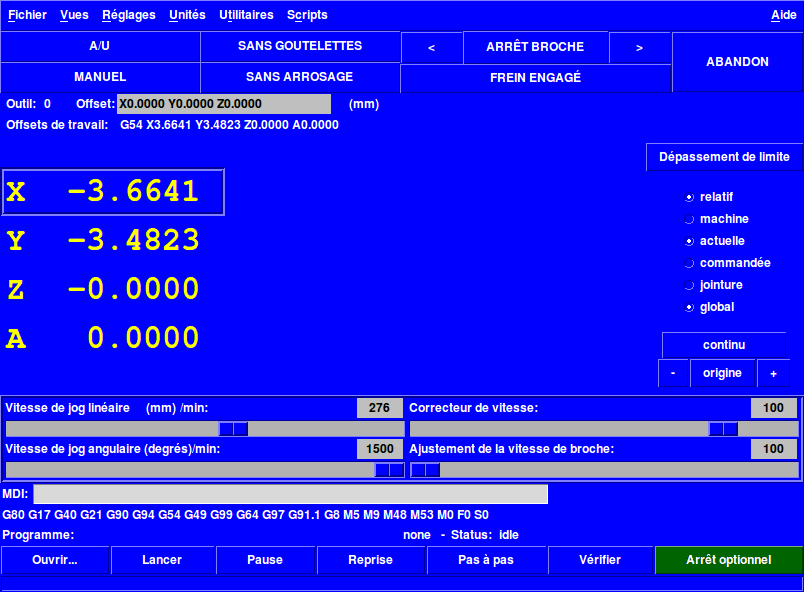 Fichier Vues Réglages Unités Utilitaires Scripts Aide
A/U SANS GOUTELETTES < ARRÊT BROCHE > ABANDON
MANUEL SANS ARROSAGE FREIN ENGAGÉ
Outil: 0 Offset: X0.0000 Y0.0000 Z0.0000 (mm)
Offsets de travail: G54 X3.6641 Y3.4823 Z0.0000 A0.0000
Dépassement de limite
X -3.6641
Y -3.4823
Z -0.0000
A 0.0000
relatif
machine
actuelle
commandée
jointure
global
continu
- origine +
Vitesse de jog linéaire (mm) /min: 276 Correcteur de vitesse: 100
Vitesse de jog angulaire (degrés)/min: 1500 Ajustement de la vitesse de broche: 100
MDI:
G80 G17 G40 G21 G90 G94 G54 G49 G99 G64 G97 G91.1 G8 M5 M9 M48 M53 M0 F0 S0
Programme: none - Status: idle
Ouvrir... Lancer Pause Reprise Pas à pas Vérifier Arrêt optionnel